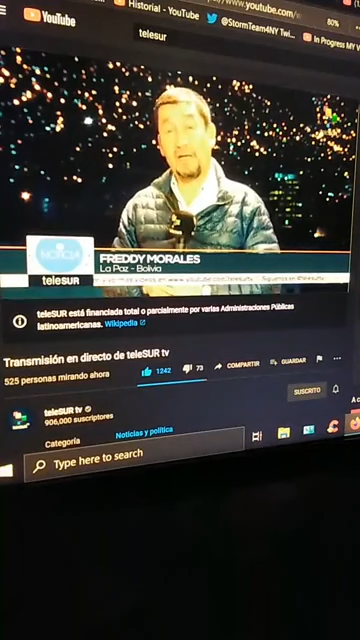 www.youtube.com/
Historial - YouTube
@StormTeam4NY Twi...
In Progress MY
YouTube
telesur
80%
NOTICIA
telesur
FREDDY MORALES
La Paz - Bolivia
teleSUR está financiada total o parcialmente por varias Administraciones Públicas
latinoamericanas. Wikipedia
Transmisión en directo de teleSUR tv
525 personas mirando ahora
1242
73
COMPARTIR
GUARDAR
teleSUR tv
906,000 suscriptores
SUSCRITO
Categoría
Noticias y política
Type here to search